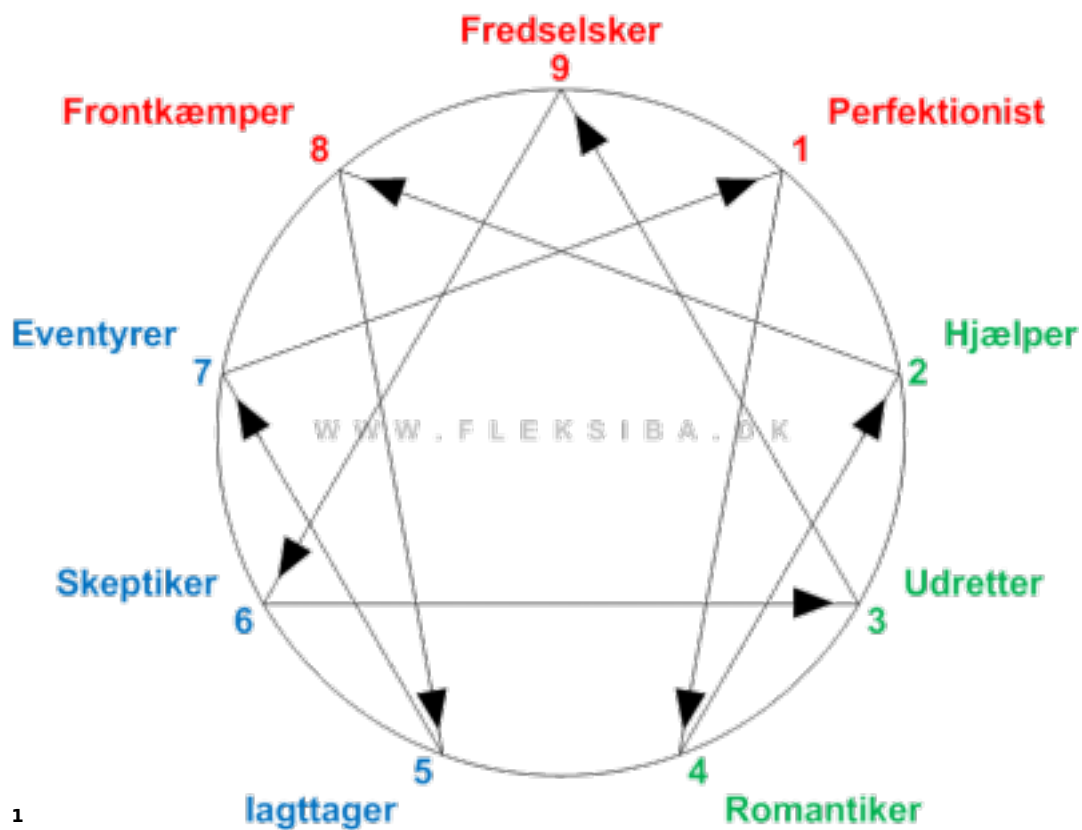 Fredselsker
9
Frontkæmper
8
Perfektionist
1
Eventyrer
7
Hjælper
2
WWW.FLEKSIBA.DK
Skeptiker
6
Udretter
3
5
Iagttager
4
Romantiker
1